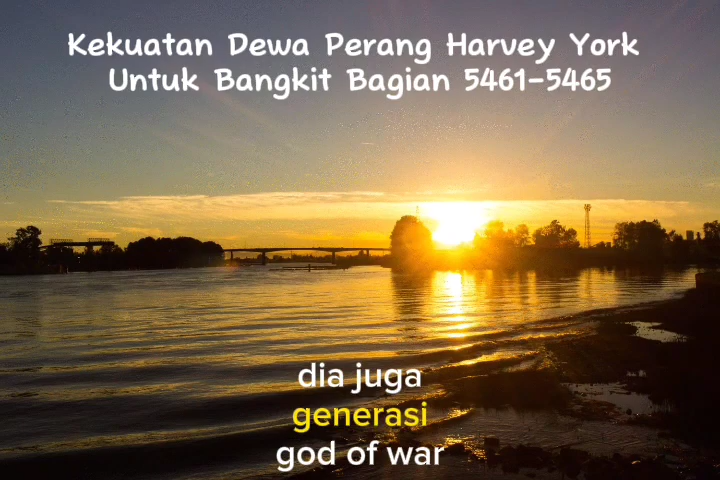 Kekuatan Dewa Perang Harvey York
Untuk Bangkit Bagian 5461-5465
dia juga
generasi
god of war